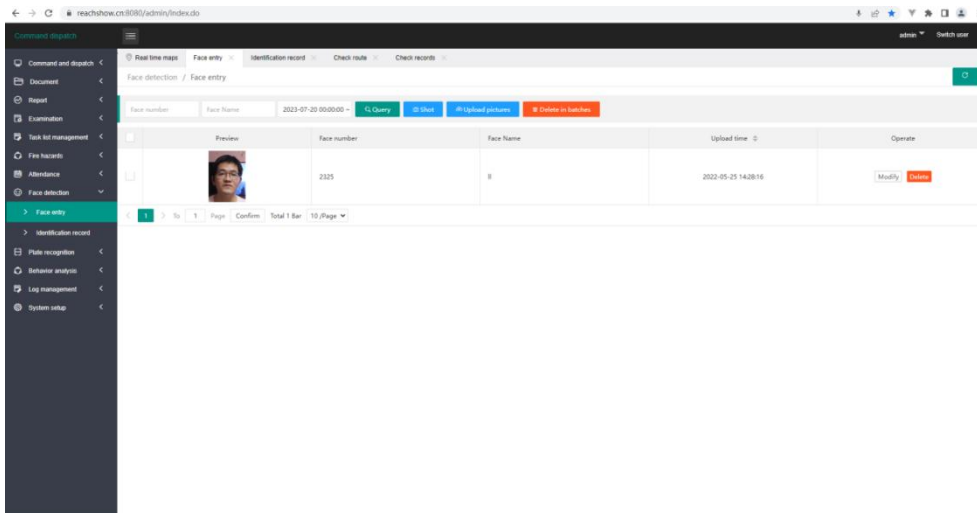 reachshow.cn:8080/admin/index.do
Command dispatch
admin Switch user
Real time maps Face entry Identification record Check route Check records
Face detection / Face entry
Face number Face Name 2023-07-20 00:00:00 ~ Query Shot Upload pictures Delete in batches
Preview Face number Face Name Upload time Operate
2325 2022-05-25 14:28:16 Modify Delete
1 To 1 Page Confirm Total 1 Bar 10 /Page
Command and dispatch
Document
Report
Examination
Task list management
Fire hazards
Attendance
Face detection
Face entry
Identification record
Plate recognition
Behavior analysis
Log management
System setup